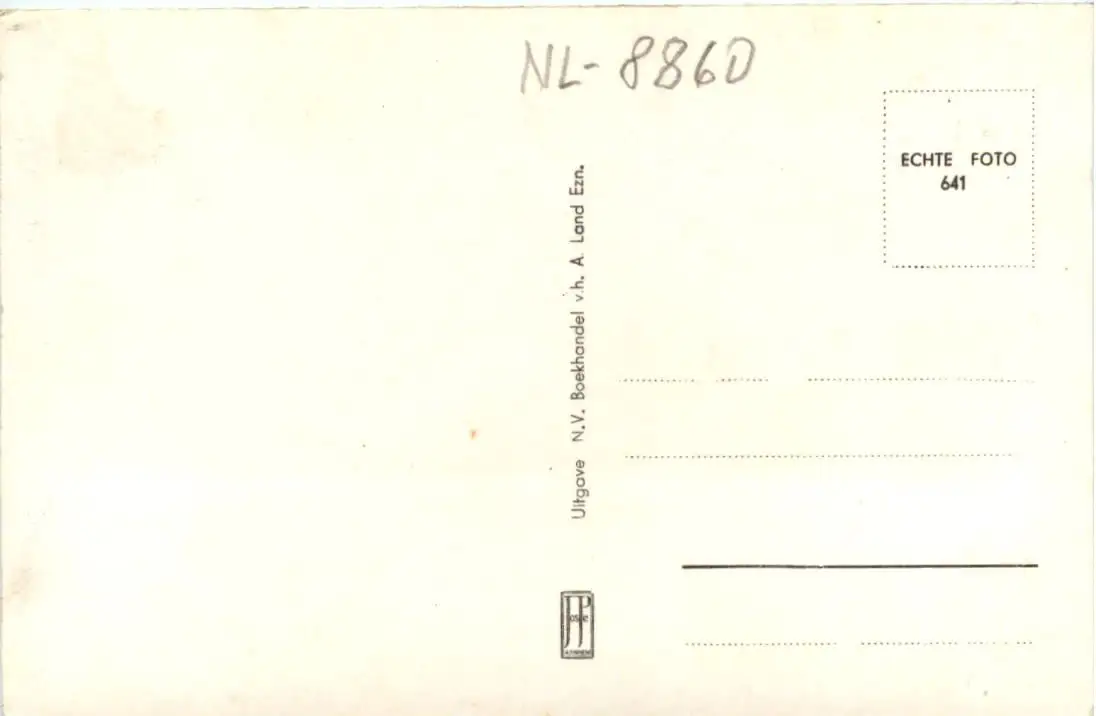 NL-8860
ECHTE FOTO
641
Uitgave N.V. Boekhandel v.h. A. Land Ezn.